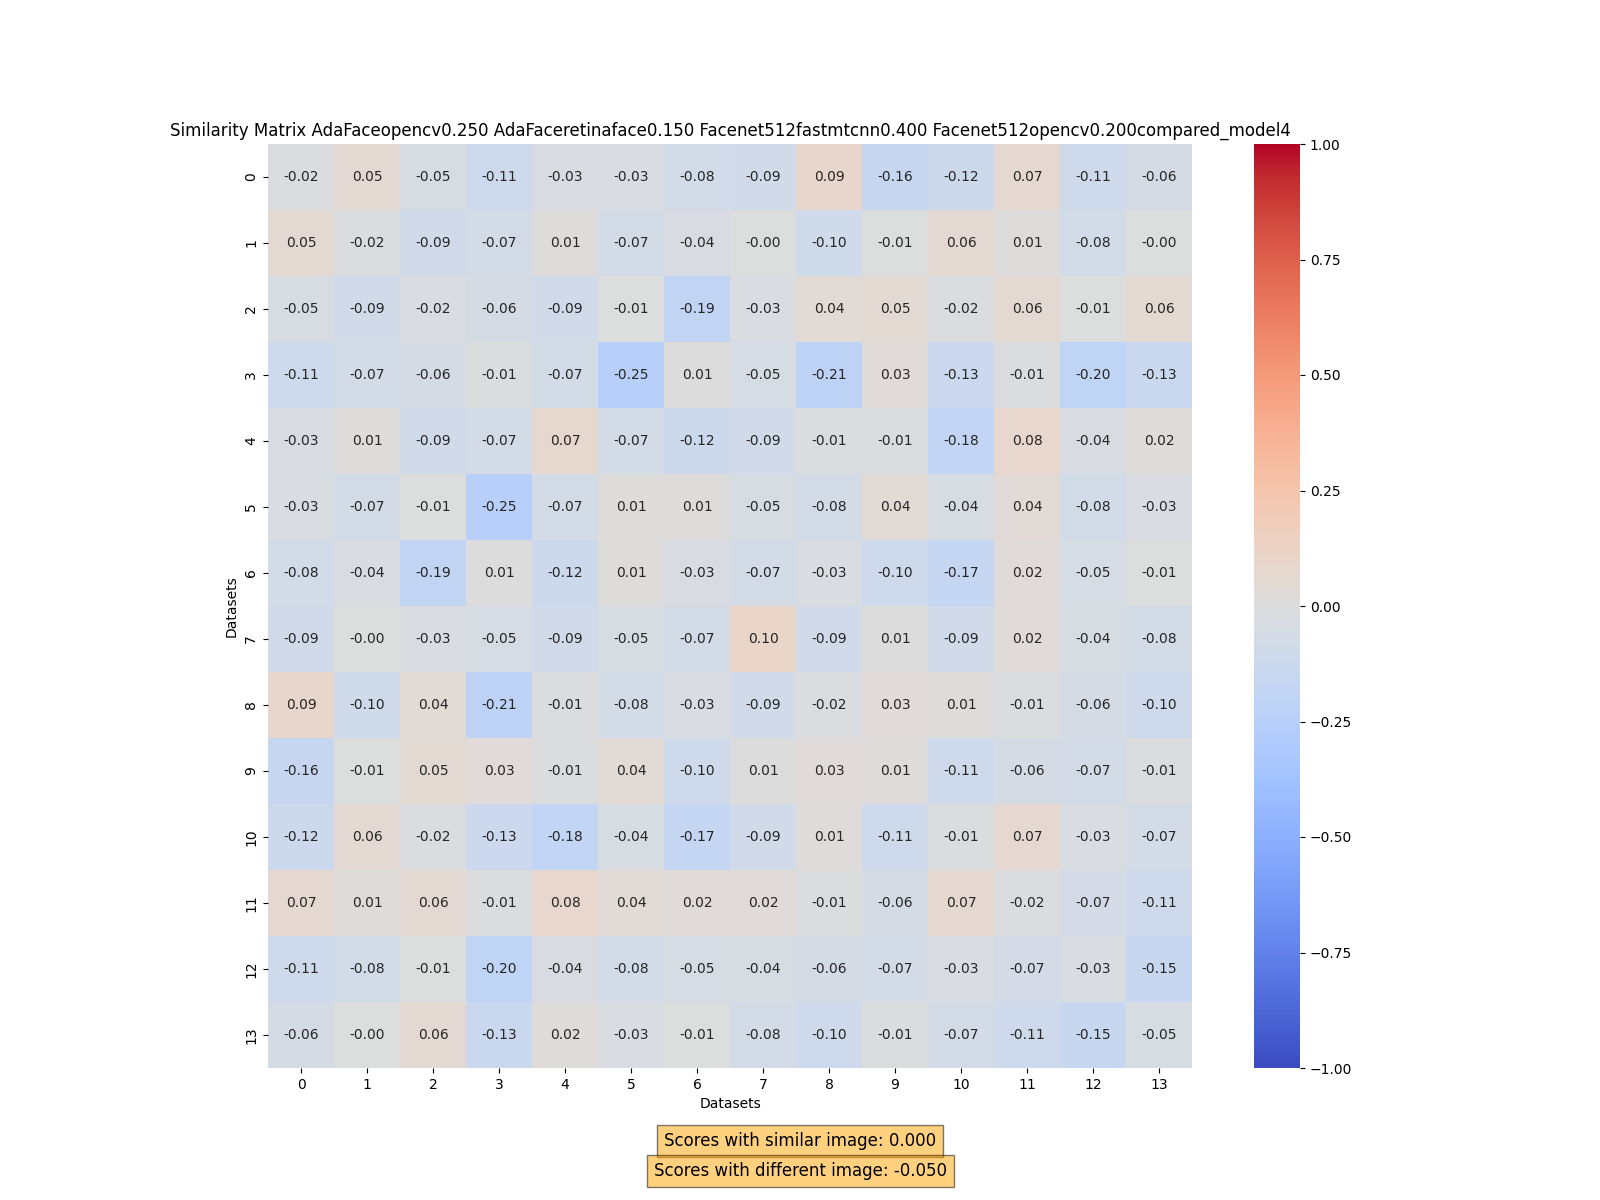 Similarity Matrix AdaFaceopencv0.250 AdaFaceretinaface0.150 Facenet512fastmtcnn0.400 Facenet512opencv0.200compared_model4
0 -0.02 0.05 -0.05 -0.11 -0.03 -0.03 -0.08 -0.09 0.09 -0.16 -0.12 0.07 -0.11 -0.06
1 0.05 -0.02 -0.09 -0.07 0.01 -0.07 -0.04 -0.00 -0.10 -0.01 0.06 0.01 -0.08 -0.00
2 -0.05 -0.09 -0.02 -0.06 -0.09 -0.01 -0.19 -0.03 0.04 0.05 -0.02 0.06 -0.01 0.06
3 -0.11 -0.07 -0.06 -0.01 -0.07 -0.25 0.01 -0.05 -0.21 0.03 -0.13 -0.01 -0.20 -0.13
4 -0.03 0.01 -0.09 -0.07 0.07 -0.07 -0.12 -0.09 -0.01 -0.01 -0.18 0.08 -0.04 0.02
5 -0.03 -0.07 -0.01 -0.25 -0.07 0.01 0.01 -0.05 -0.08 0.04 -0.04 0.04 -0.08 -0.03
6 -0.08 -0.04 -0.19 0.01 -0.12 0.01 -0.03 -0.07 -0.03 -0.10 -0.17 0.02 -0.05 -0.01
7 -0.09 -0.00 -0.03 -0.05 -0.09 -0.05 -0.07 0.10 -0.09 0.01 -0.09 0.02 -0.04 -0.08
8 0.09 -0.10 0.04 -0.21 -0.01 -0.08 -0.03 -0.09 -0.02 0.03 0.01 -0.01 -0.06 -0.10
9 -0.16 -0.01 0.05 0.03 -0.01 0.04 -0.10 0.01 0.03 0.01 -0.11 -0.06 -0.07 -0.01
10 -0.12 0.06 -0.02 -0.13 -0.18 -0.04 -0.17 -0.09 0.01 -0.11 -0.01 0.07 -0.03 -0.07
11 0.07 0.01 0.06 -0.01 0.08 0.04 0.02 0.02 -0.01 -0.06 0.07 -0.02 -0.07 -0.11
12 -0.11 -0.08 -0.01 -0.20 -0.04 -0.08 -0.05 -0.04 -0.06 -0.07 -0.03 -0.07 -0.03 -0.15
13 -0.06 -0.00 0.06 -0.13 0.02 -0.03 -0.01 -0.08 -0.10 -0.01 -0.07 -0.11 -0.15 -0.05
0 1 2 3 4 5 6 7 8 9 10 11 12 13
Datasets
Datasets
1.00
0.75
0.50
0.25
0.00
−0.25
−0.50
−0.75
−1.00
Scores with similar image: 0.000
Scores with different image: -0.050